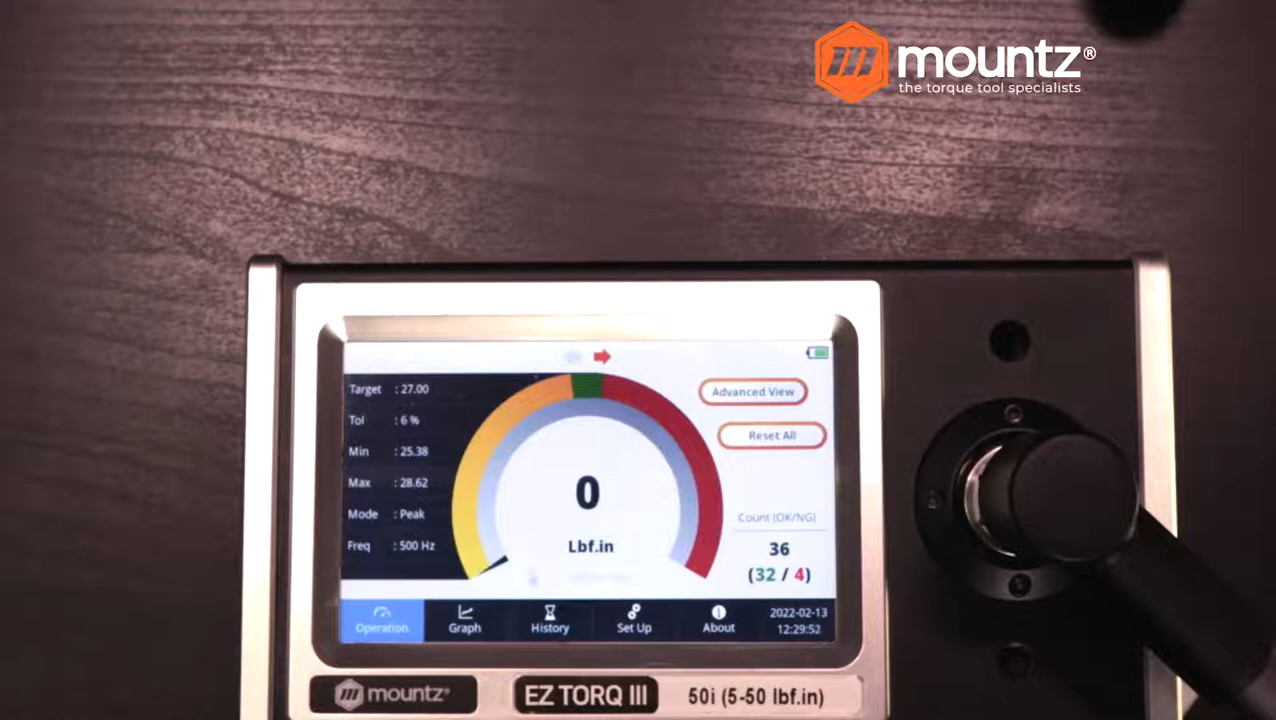 mountz®
the torque tool specialists
Target : 27.00
Tol : 6 %
Min : 25.38
Max : 28.62
Mode : Peak
Freq : 500 Hz
0
Lbf.in
Advanced View
Reset All
Count (OK/NG)
36
(32 / 4)
Operation
Graph
History
Set Up
About
2022-02-13
12:29:52
mountz®
EZ TORQ III
50i (5-50 lbf.in)